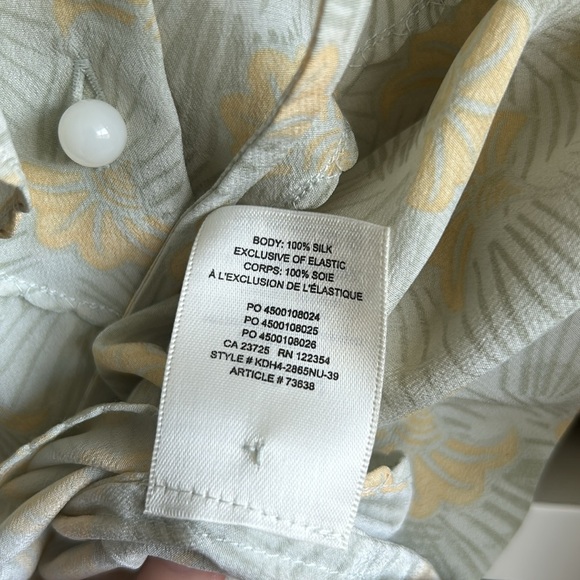 BODY: 100% SILK
EXCLUSIVE OF ELASTIC
CORPS: 100% SOIE
À L'EXCLUSION DE L'ÉLASTIQUE
PO 4500108024
PO 4500108025
PO 4500108026
CA 23725 RN 122354
STYLE # KDH4-2865NU-39
ARTICLE # 73638
4